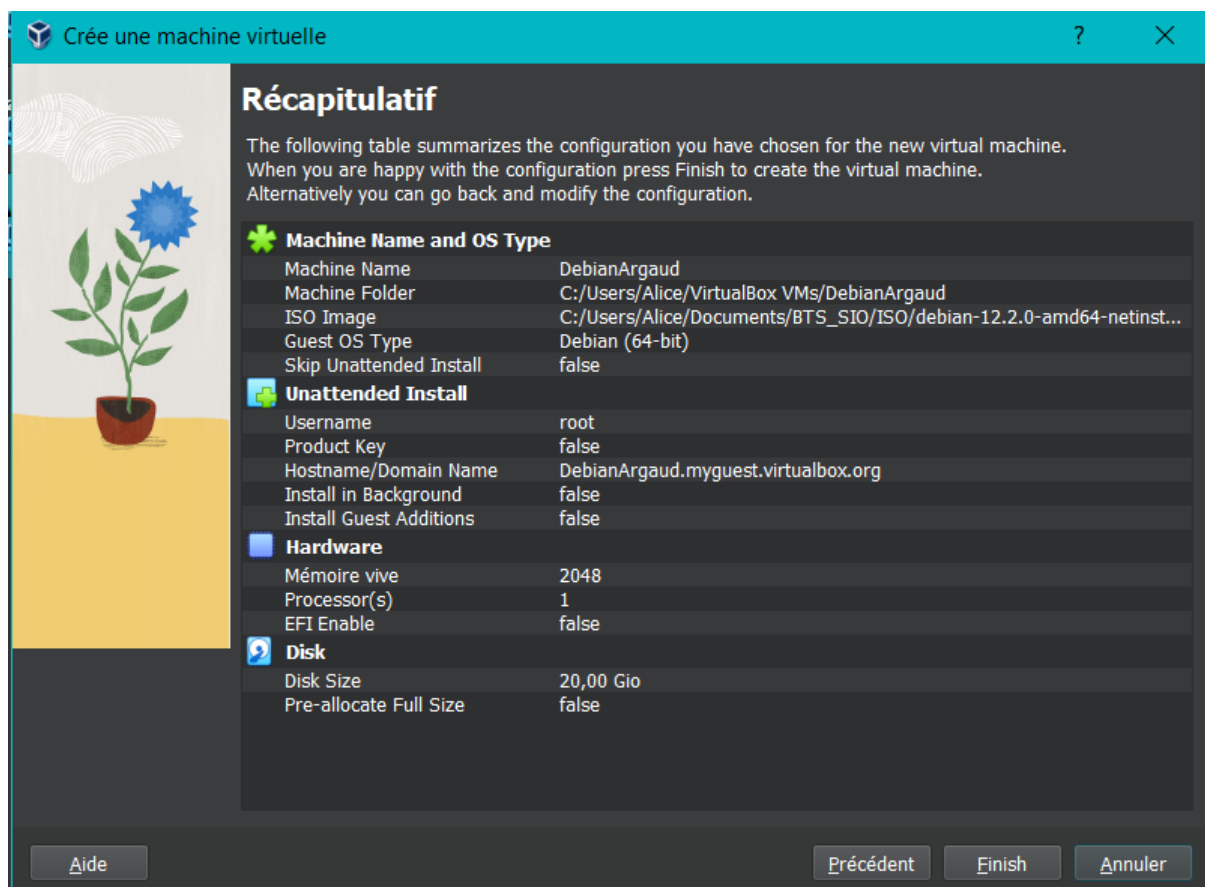 Crée une machine virtuelle
?
Récapitulatif
The following table summarizes the configuration you have chosen for the new virtual machine.
When you are happy with the configuration press Finish to create the virtual machine.
Alternatively you can go back and modify the configuration.
Machine Name and OS Type
Machine Name DebianArgaud
Machine Folder C:/Users/Alice/VirtualBox VMs/DebianArgaud
ISO Image C:/Users/Alice/Documents/BTS_SIO/ISO/debian-12.2.0-amd64-netinst...
Guest OS Type Debian (64-bit)
Skip Unattended Install false
Unattended Install
Username root
Product Key false
Hostname/Domain Name DebianArgaud.myguest.virtualbox.org
Install in Background false
Install Guest Additions false
Hardware
Mémoire vive 2048
Processor(s) 1
EFI Enable false
Disk
Disk Size 20,00 Gio
Pre-allocate Full Size false
Aide Précédent Finish Annuler